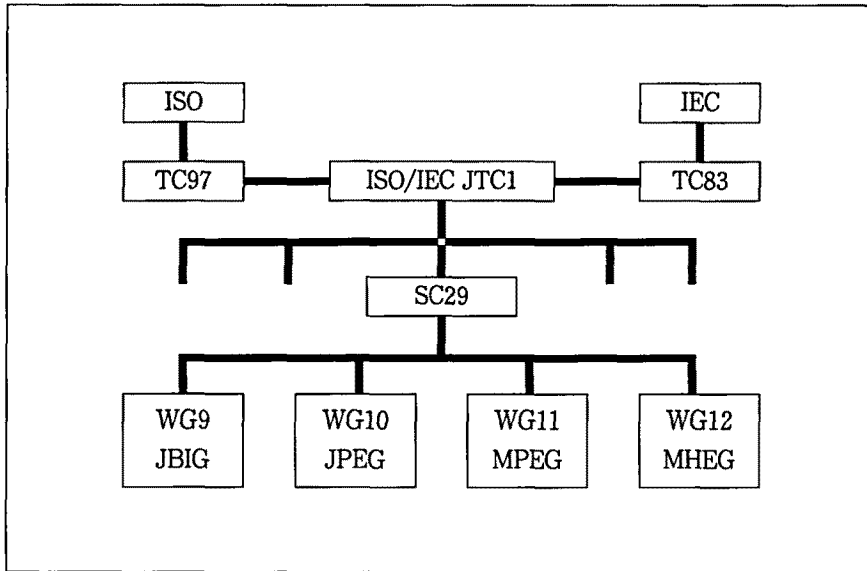 ISO
IEC
TC97
ISO/IEC JTC1
TC83
SC29
WG9
JBIG
WG10
JPEG
WG11
MPEG
WG12
MHEG